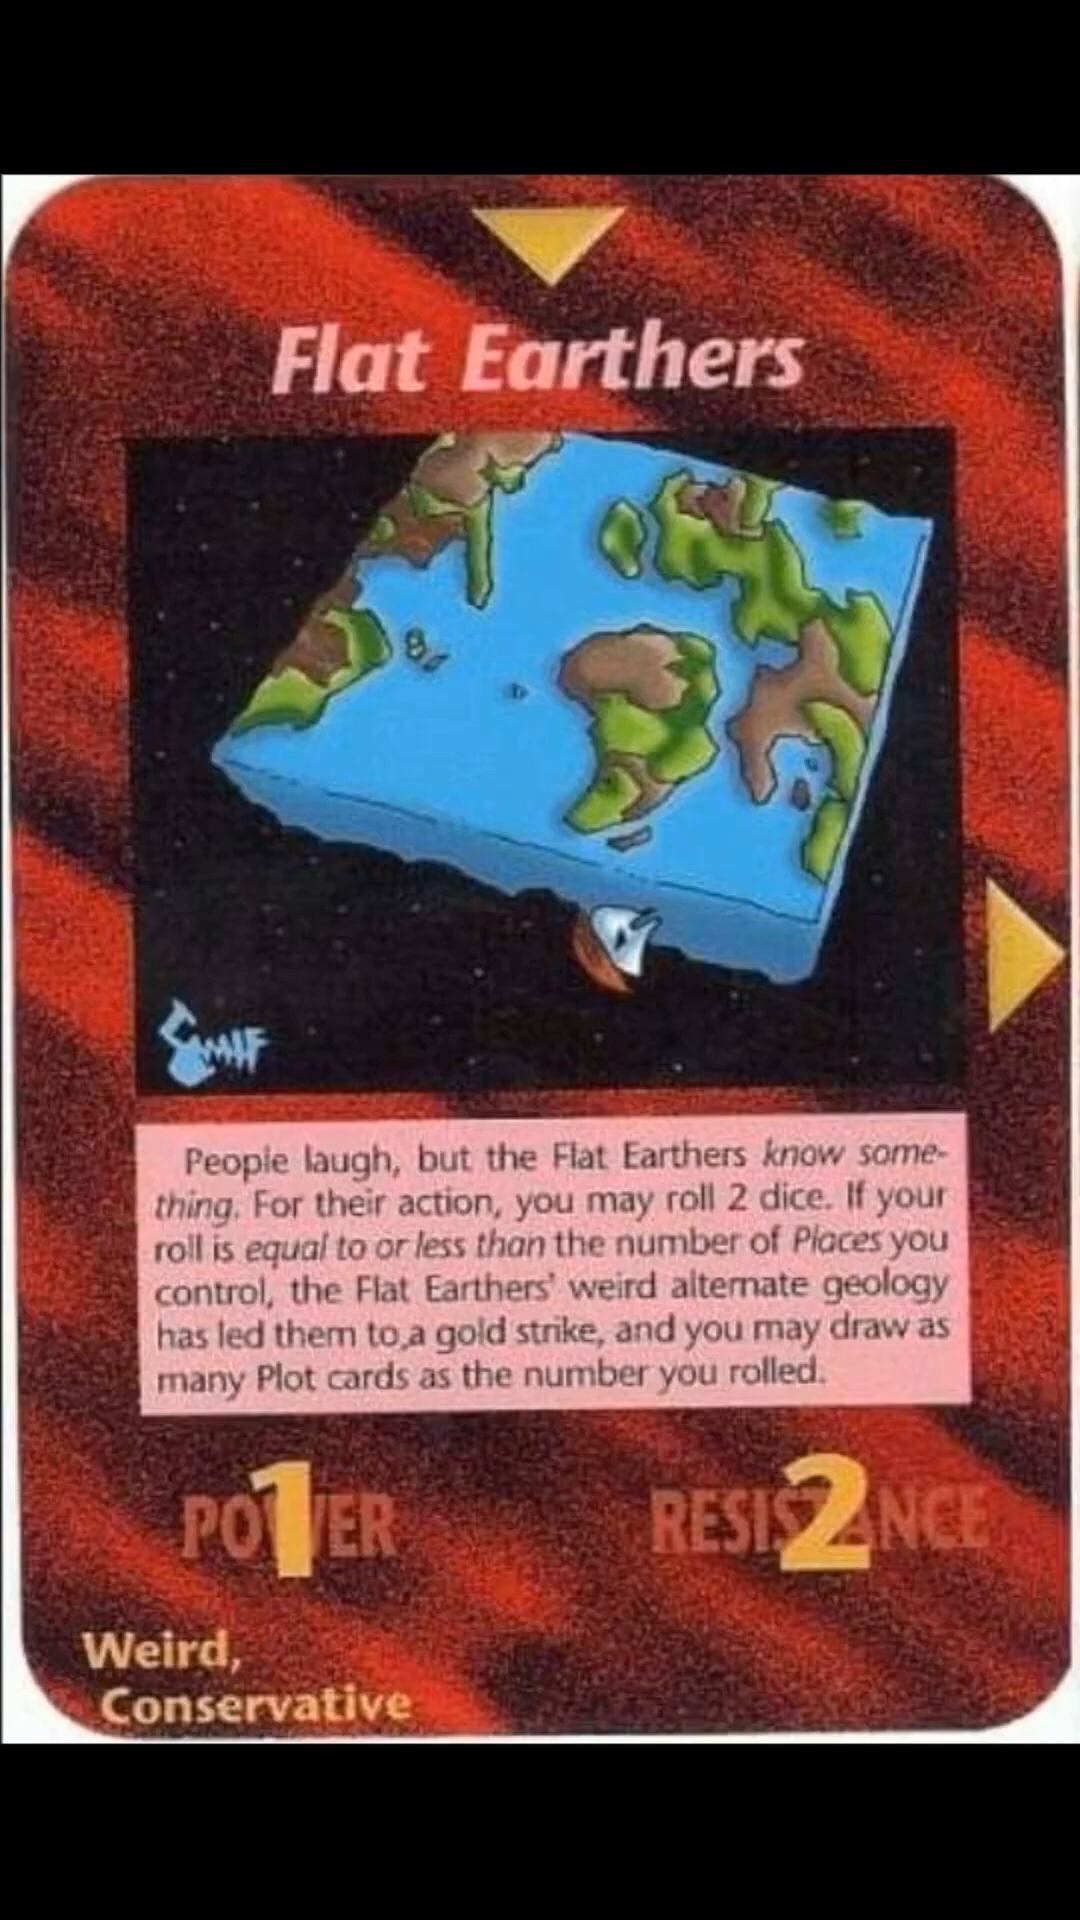 Flat Earthers
People laugh, but the Flat Earthers know some-
thing. For their action, you may roll 2 dice. If your
roll is equal to or less than the number of Places you
control, the Flat Earthers' weird alternate geology
has led them to a gold strike, and you may draw as
many Plot cards as the number you rolled.
1 2
POWER RESISTANCE
Weird,
Conservative